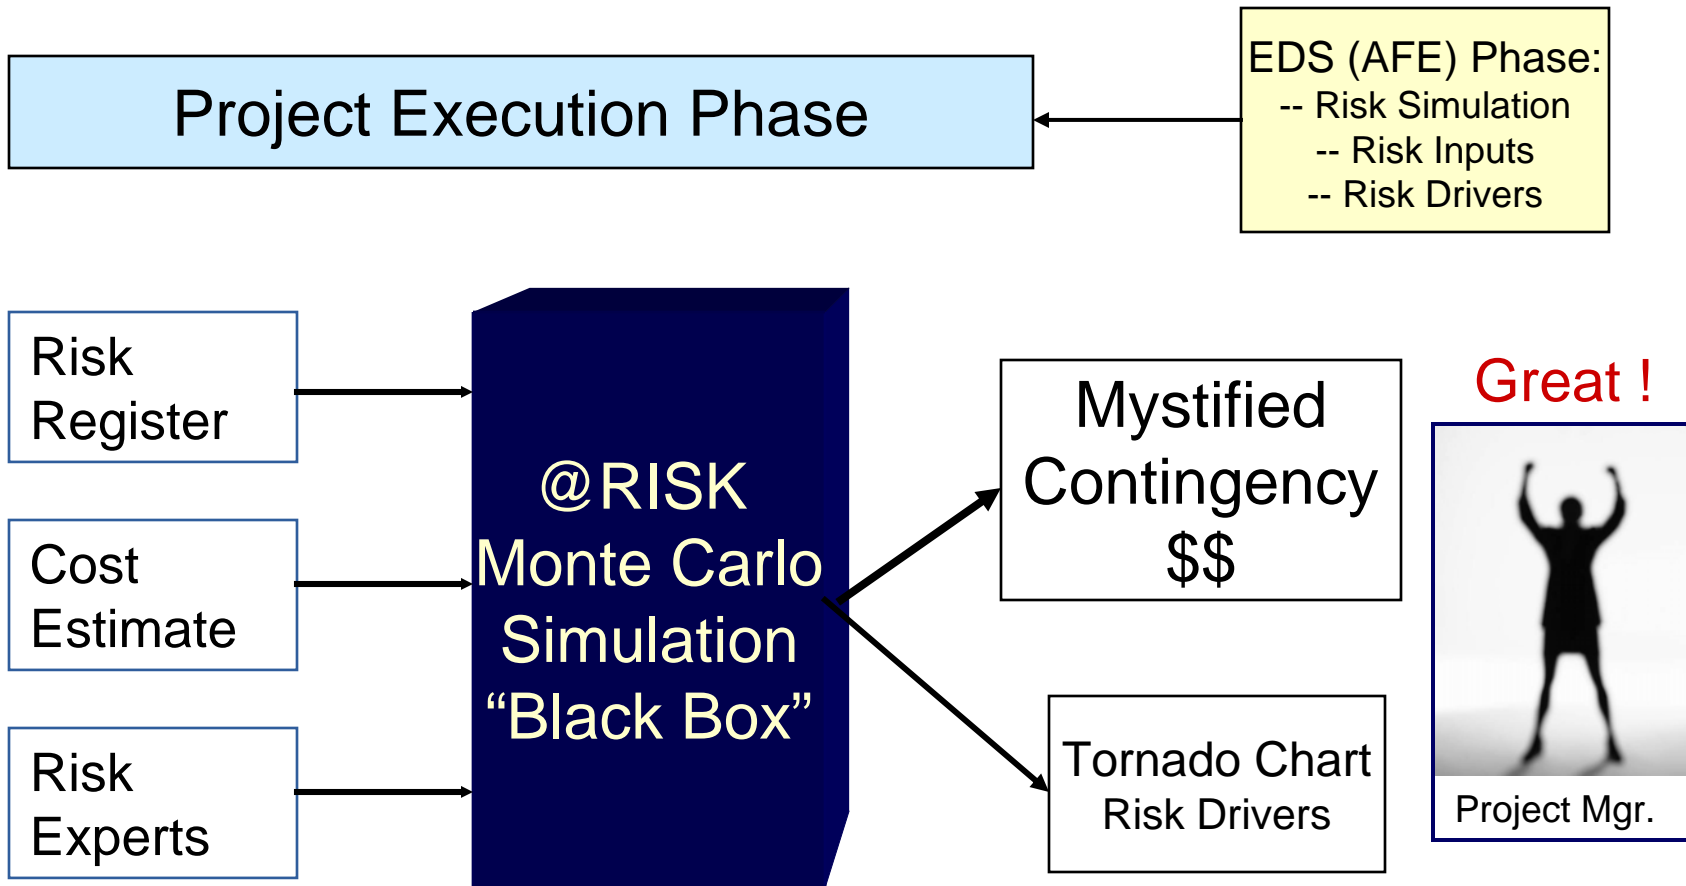 Project Execution Phase
EDS (AFE) Phase:
-- Risk Simulation
-- Risk Inputs
-- Risk Drivers
Risk
Register
Cost
Estimate
Risk
Experts
@RISK
Monte Carlo
Simulation
“Black Box”
Mystified
Contingency
$$
Tornado Chart
Risk Drivers
Great !
Project Mgr.